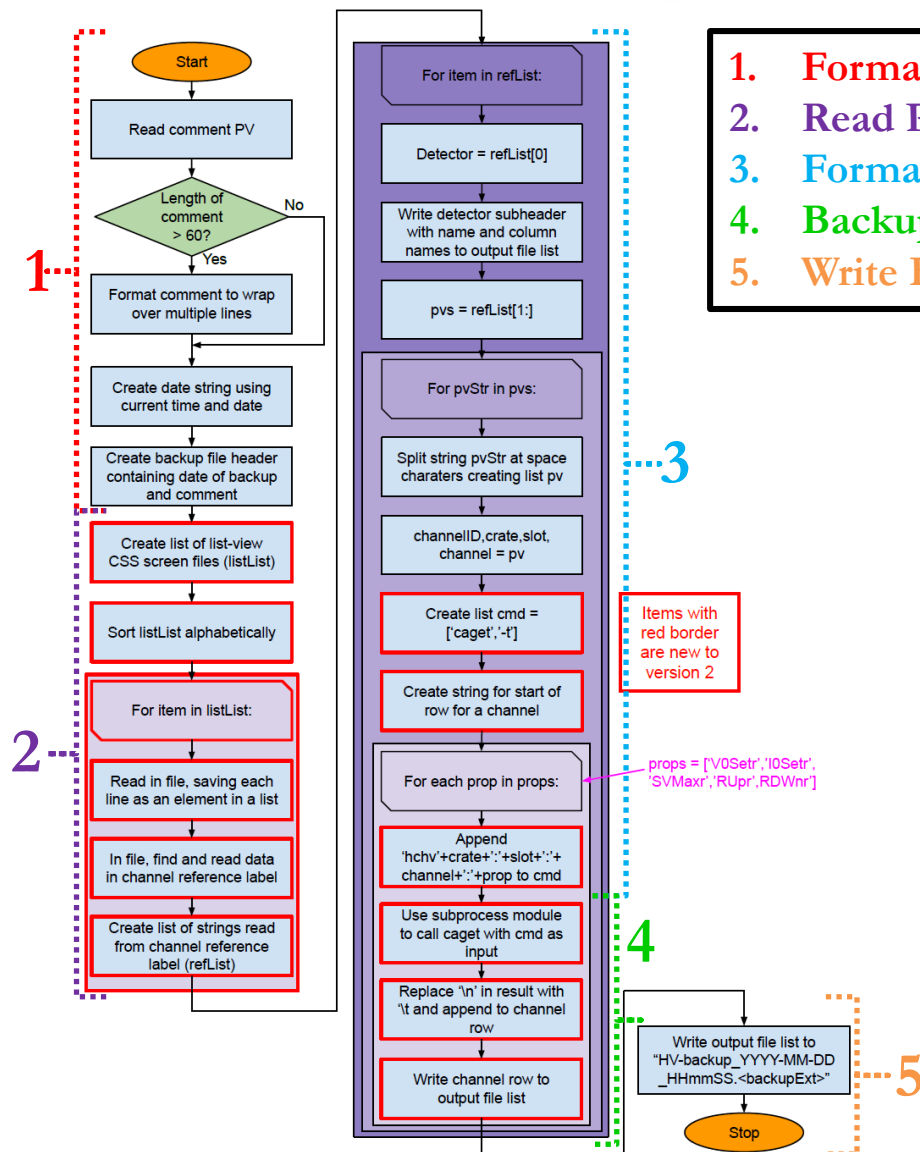 Start
Read comment PV
Length of
comment
> 60?
No
Yes
Format comment to wrap
over multiple lines
Create date string using
current time and date
Create backup file header
containing date of backup
and comment
1
Create list of list-view
CSS screen files (listList)
Sort listList alphabetically
For item in listList:
Read in file, saving each
line as an element in a list
In file, find and read data
in channel reference label
Create list of strings read
from channel reference
label (refList)
2
For item in refList:
Detector = refList[0]
Write detector subheader
with name and column
names to output file list
pvs = refList[1:]
For pvStr in pvs:
Split string pvStr at space
charaters creating list pv
channelID,crate,slot,
channel = pv
Create list cmd =
['caget','-t']
Create string for start of
row for a channel
For each prop in props:
Append
'hchv'+crate+':'+slot+':'+
channel+':'+prop to cmd
Use subprocess module
to call caget with cmd as
input
Replace '\n' in result with
'\t and append to channel
row
Write channel row to
output file list
3
4
Items with
red border
are new to
version 2
props = ['V0Setr','I0Setr',
'SVMaxr','RUpr',RDWnr']
Write output file list to
“HV-backup_YYYY-MM-DD
_HHmmSS.<backupExt>”
Stop
5
1. Forma
2. Read
3. Forma
4. Backup
5. Write